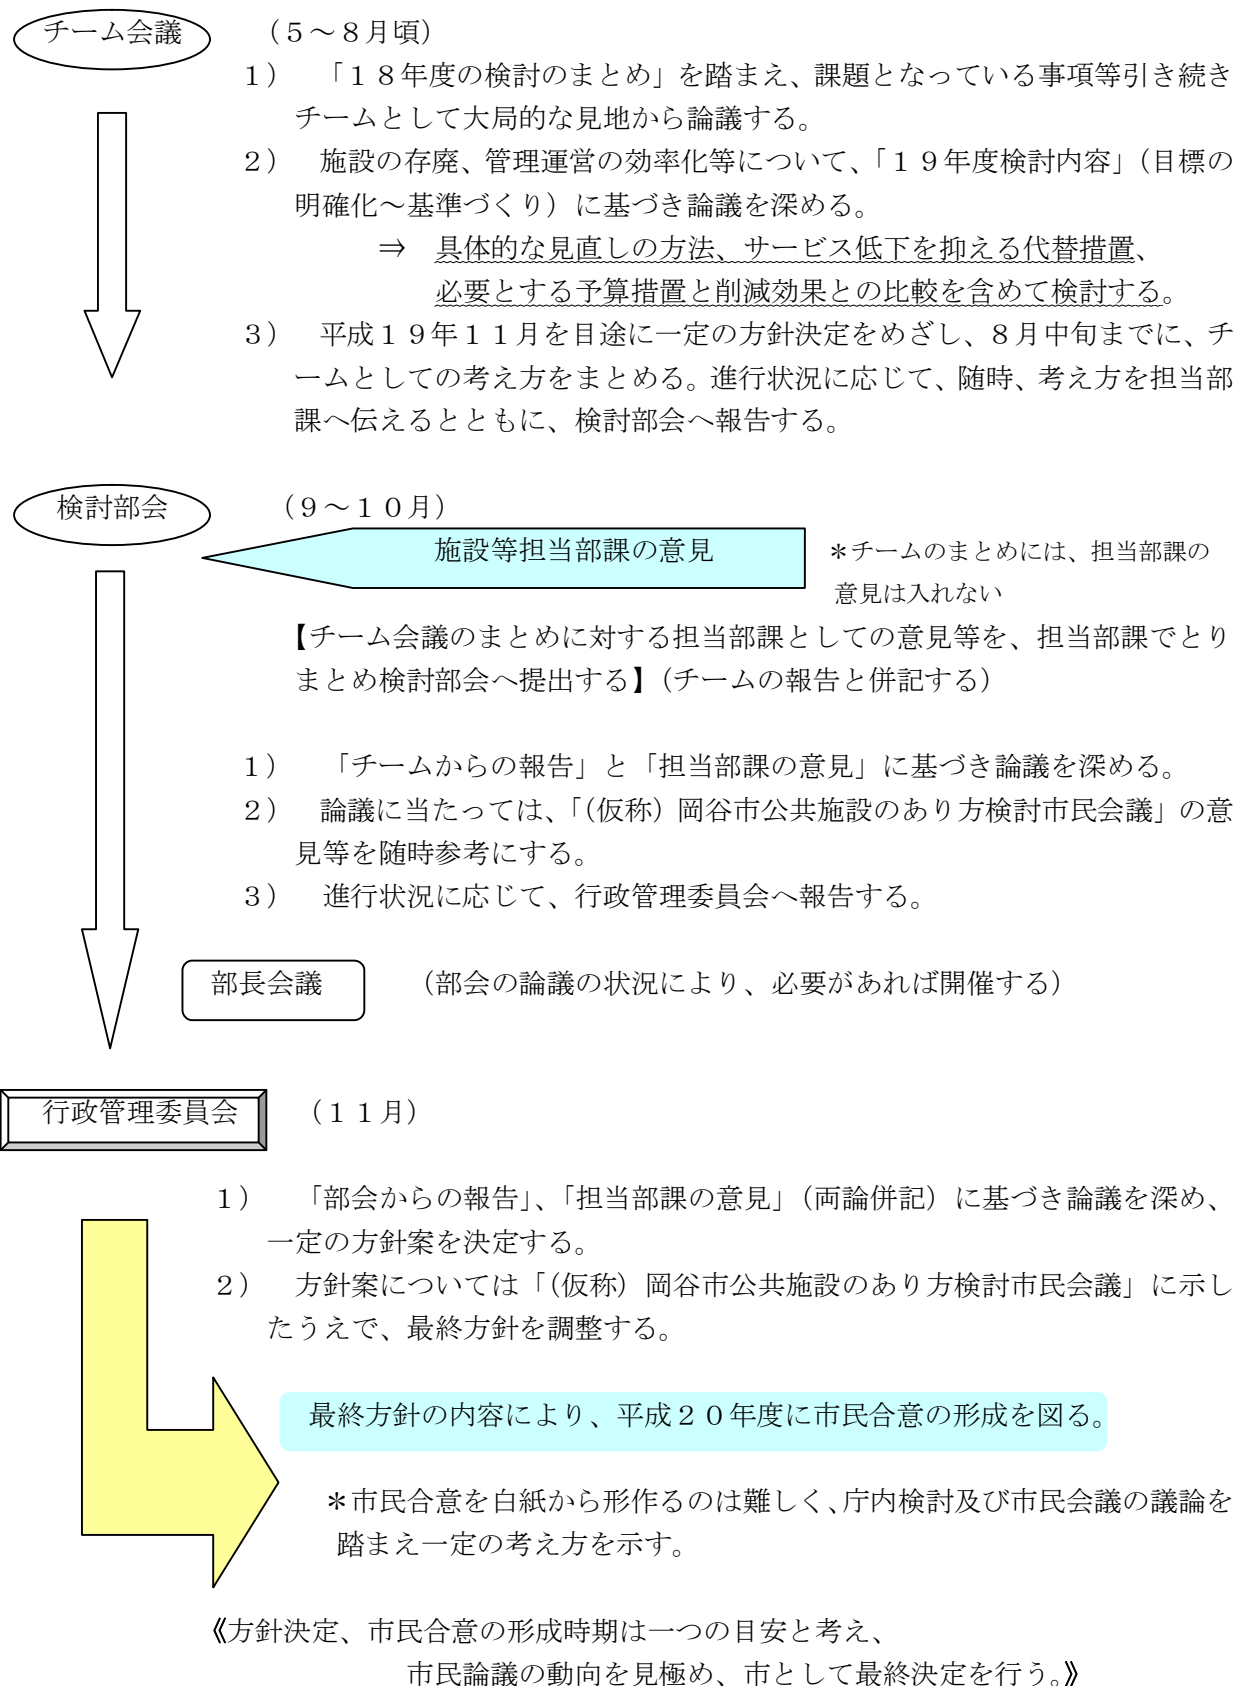 チーム会議　（５～８月頃）
１）　「１８年度の検討のまとめ」を踏まえ、課題となっている事項等引き続き
チームとして大局的な見地から論議する。
２）　施設の存廃、管理運営の効率化等について、「１９年度検討内容」（目標の
明確化～基準づくり）に基づき論議を深める。
⇒　具体的な見直しの方法、サービス低下を抑える代替措置、
必要とする予算措置と削減効果との比較を含めて検討する。
３）　平成１９年１１月を目途に一定の方針決定をめざし、８月中旬までに、チ
ームとしての考え方をまとめる。進行状況に応じて、随時、考え方を担当部
課へ伝えるとともに、検討部会へ報告する。
検討部会　（９～１０月）
施設等担当部課の意見　＊チームのまとめには、担当部課の
意見は入れない
【チーム会議のまとめに対する担当部課としての意見等を、担当部課でとり
まとめ検討部会へ提出する】（チームの報告と併記する）
１）　「チームからの報告」と「担当部課の意見」に基づき論議を深める。
２）　論議に当たっては、「（仮称）岡谷市公共施設のあり方検討市民会議」の意
見等を随時参考にする。
３）　進行状況に応じて、行政管理委員会へ報告する。
部長会議　（部会の論議の状況により、必要があれば開催する）
行政管理委員会　（１１月）
１）　「部会からの報告」、「担当部課の意見」（両論併記）に基づき論議を深め、
一定の方針案を決定する。
２）　方針案については「（仮称）岡谷市公共施設のあり方検討市民会議」に示し
たうえで、最終方針を調整する。
最終方針の内容により、平成２０年度に市民合意の形成を図る。
＊市民合意を白紙から形作るのは難しく、庁内検討及び市民会議の議論を
踏まえ一定の考え方を示す。
《方針決定、市民合意の形成時期は一つの目安と考え、
市民論議の動向を見極め、市として最終決定を行う。》